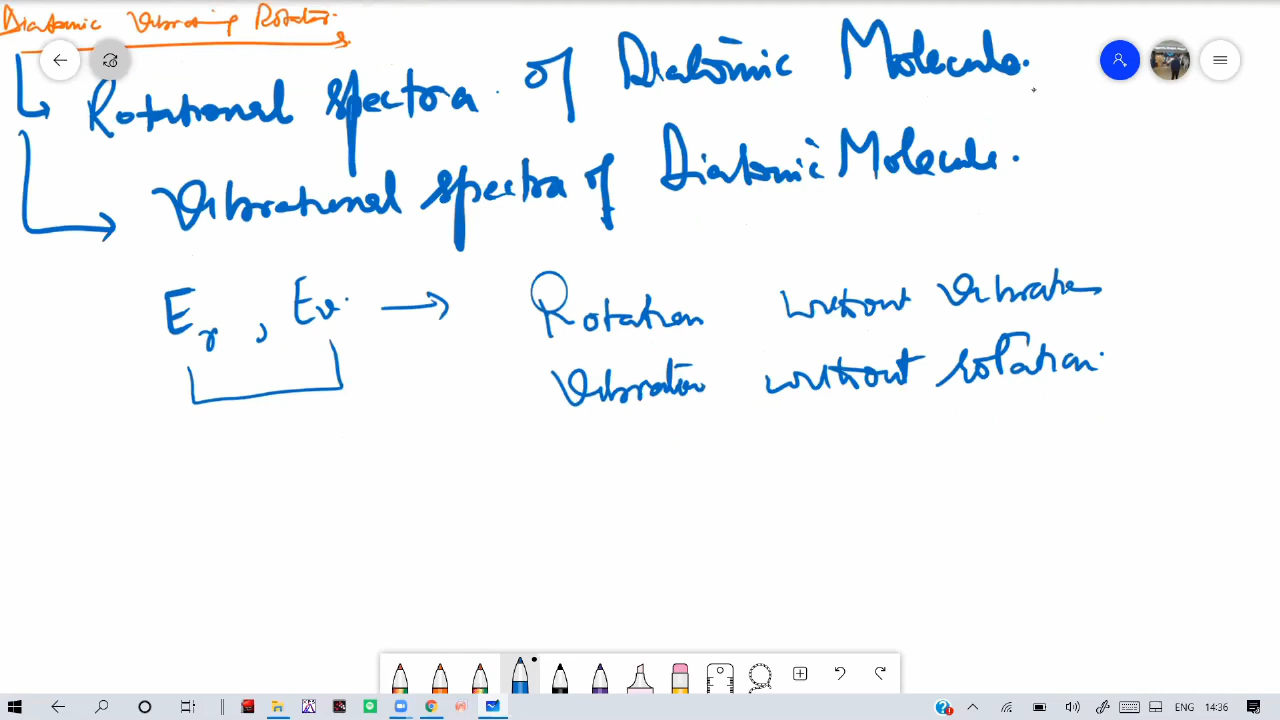 Diatomic Vibrating Rotator.
Rotational spectra of Diatomic Molecule.
Vibrational spectra of Diatomic Molecule.
Er , Ev. → Rotation without Vibration
Vibration without rotation.
ENG 14:36